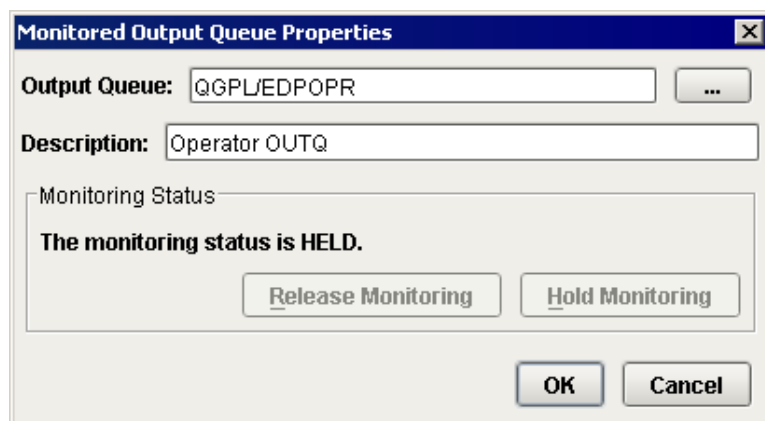 Monitored Output Queue Properties
Output Queue: QGPL/EDPOPR ...
Description: Operator OUTQ
Monitoring Status
The monitoring status is HELD.
Release Monitoring Hold Monitoring
OK Cancel